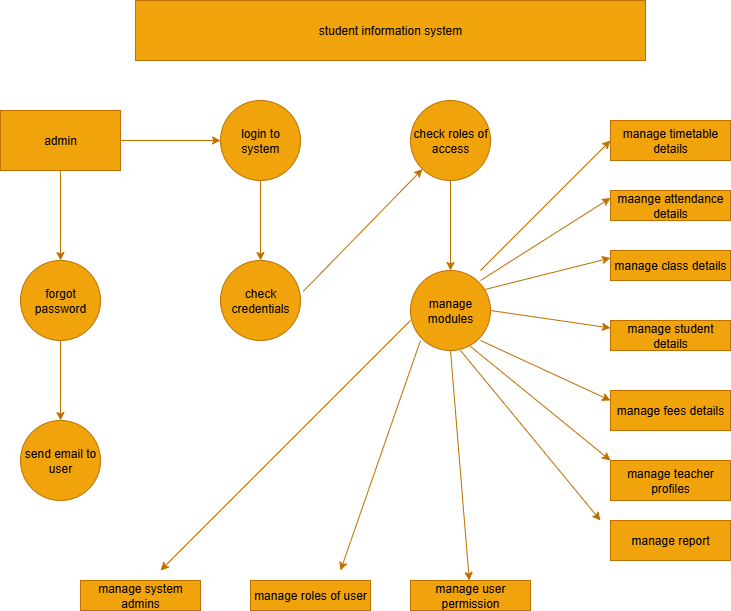 student information system
admin
login to
system
check roles of
access
manage timetable
details
maange attendance
details
manage class details
forgot
password
check
credentials
manage
modules
manage student
details
manage fees details
send email to
user
manage teacher
profiles
manage report
manage system
admins
manage roles of user
manage user
permission